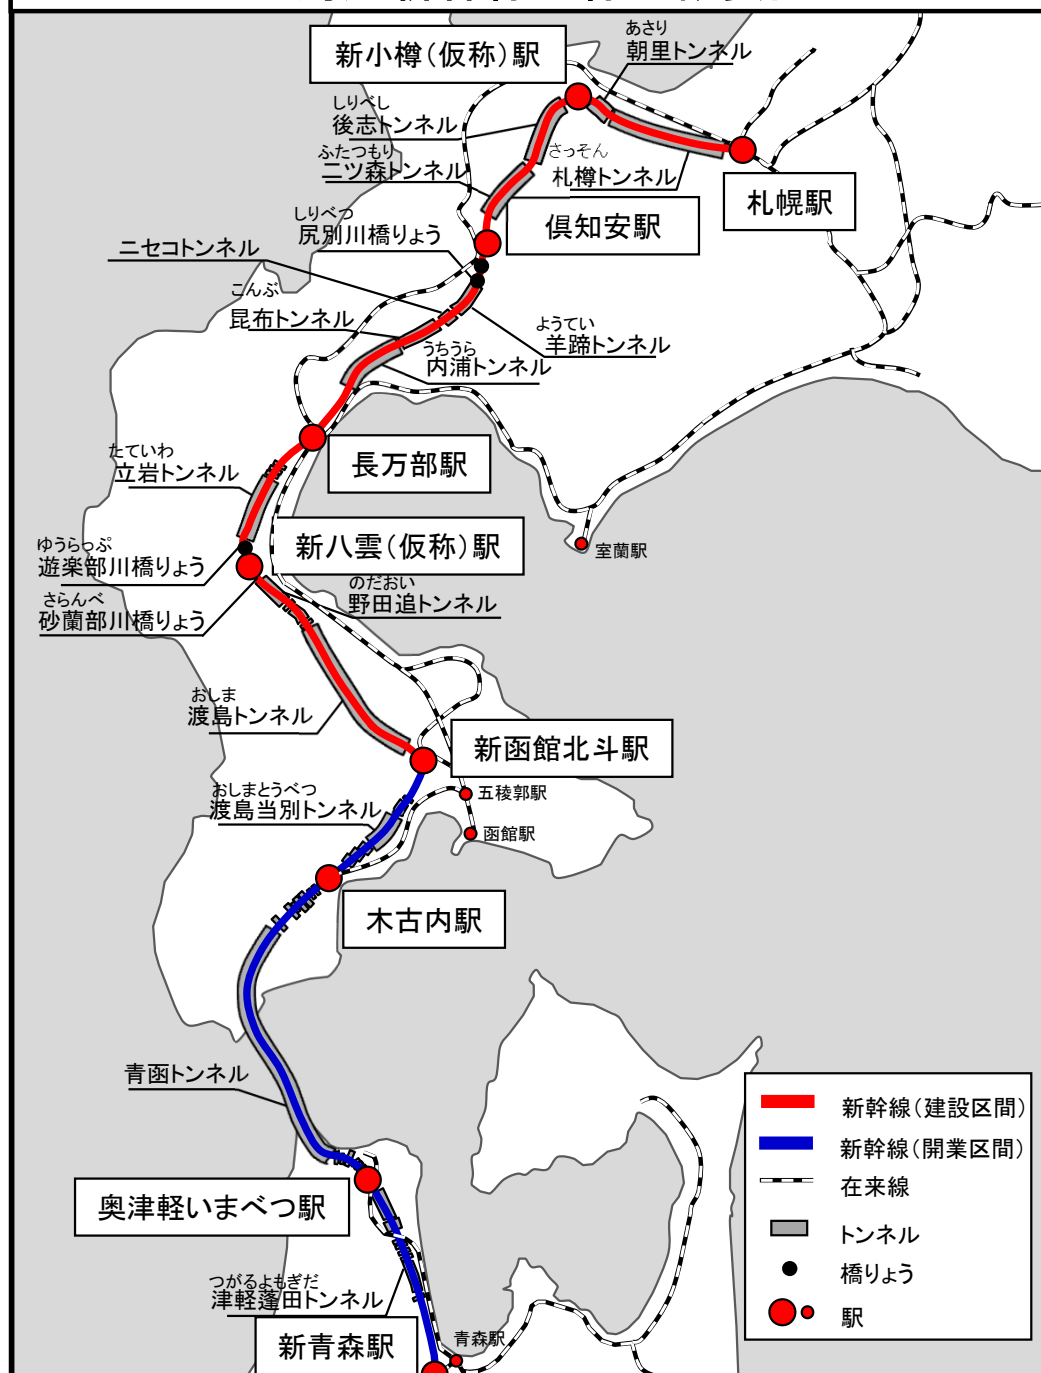 あさり
朝里トンネル
新小樽(仮称)駅
しりべし
後志トンネル
ふたつもり
二ツ森トンネル
さっそん
札樽トンネル
札幌駅
しりべつ
尻別川橋りょう
倶知安駅
ニセコトンネル
こんぶ
昆布トンネル
ようてい
羊蹄トンネル
うちうら
内浦トンネル
長万部駅
たていわ
立岩トンネル
新八雲(仮称)駅
室蘭駅
ゆうらっぷ
遊楽部川橋りょう
のだおい
野田追トンネル
さらんべ
砂蘭部川橋りょう
おしま
渡島トンネル
新函館北斗駅
おしまとうべつ
渡島当別トンネル
五稜郭駅
函館駅
木古内駅
青函トンネル
奥津軽いまべつ駅
つがるよもぎだ
津軽蓬田トンネル
新青森駅
青森駅
新幹線(建設区間)
新幹線(開業区間)
在来線
トンネル
橋りょう
駅